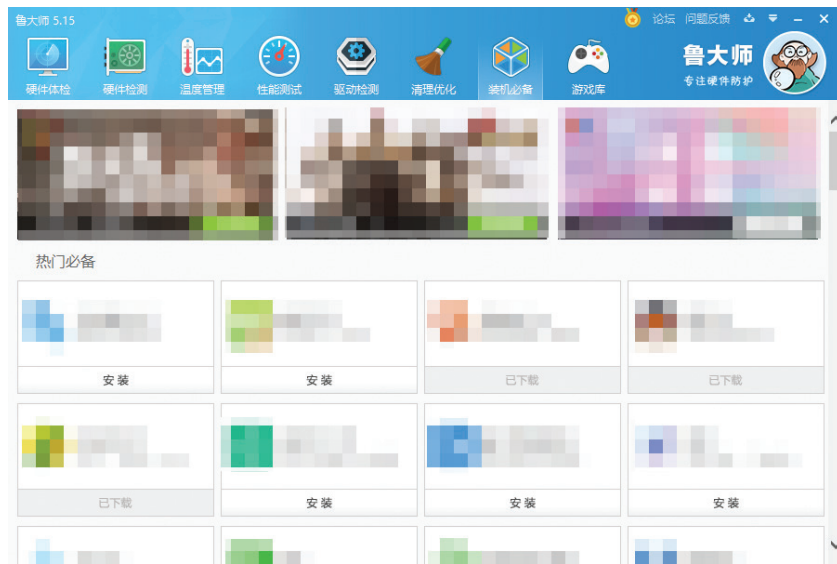 鲁大师 5.15
论坛 问题反馈
硬件体检 硬件检测 温度管理 性能测试 驱动检测 清理优化 装机必备 游戏库
鲁大师
专注硬件防护
热门必备
安装 安装 已下载 已下载
已下载 安装 安装 安装